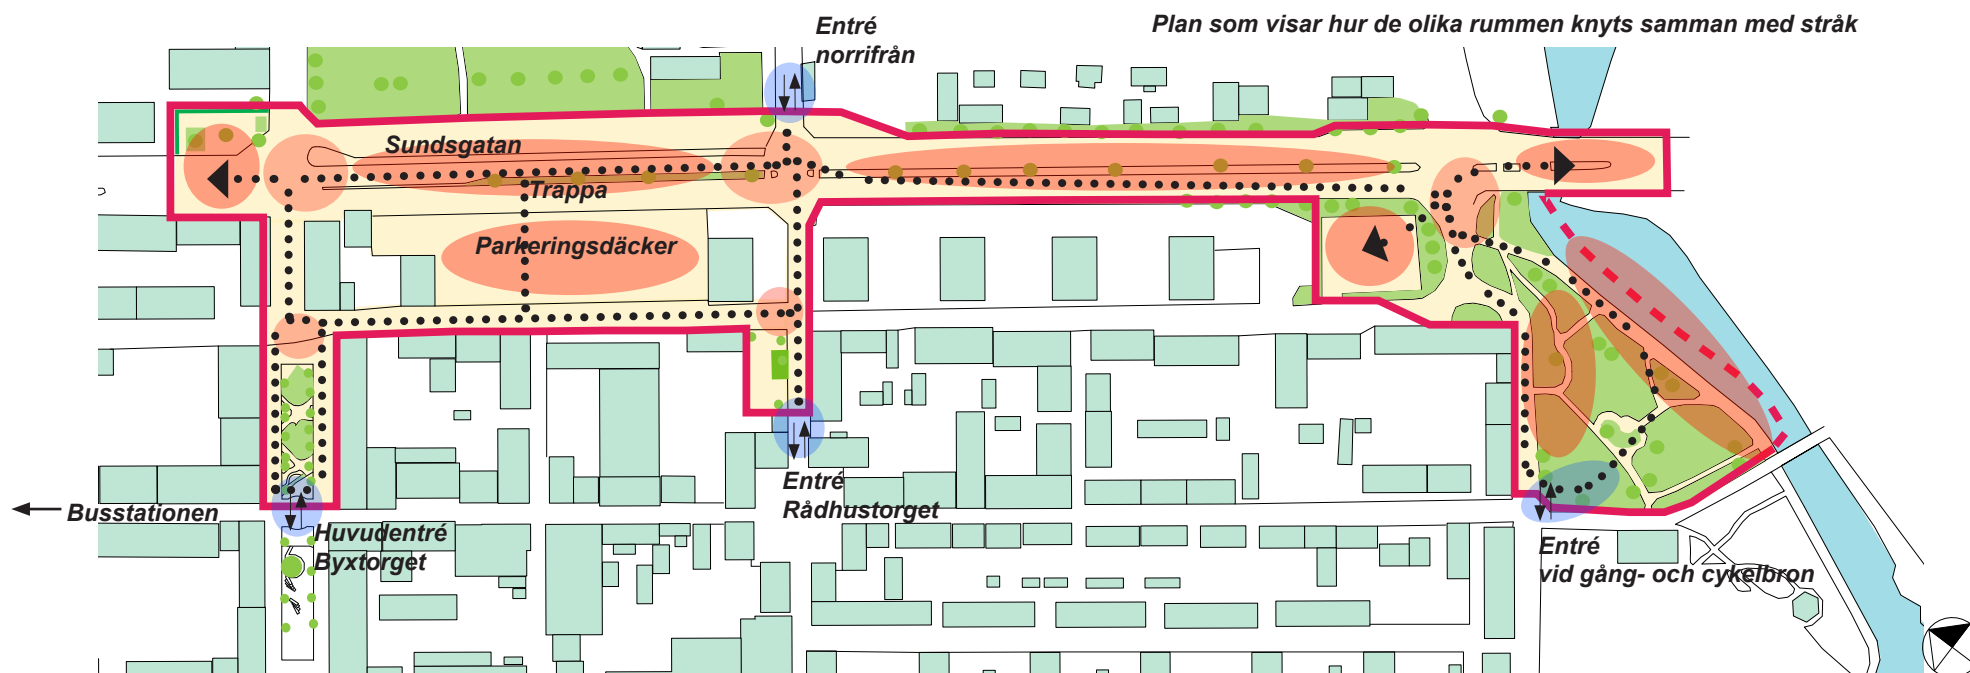 Plan som visar hur de olika rummen knyts samman med stråk
Entré
norrifrån
Sundsgatan
Trappa
Parkeringsdäcker
Entré
Rådhustorget
Busstationen
Huvudentré
Byxtorget
Entré
vid gång- och cykelbron